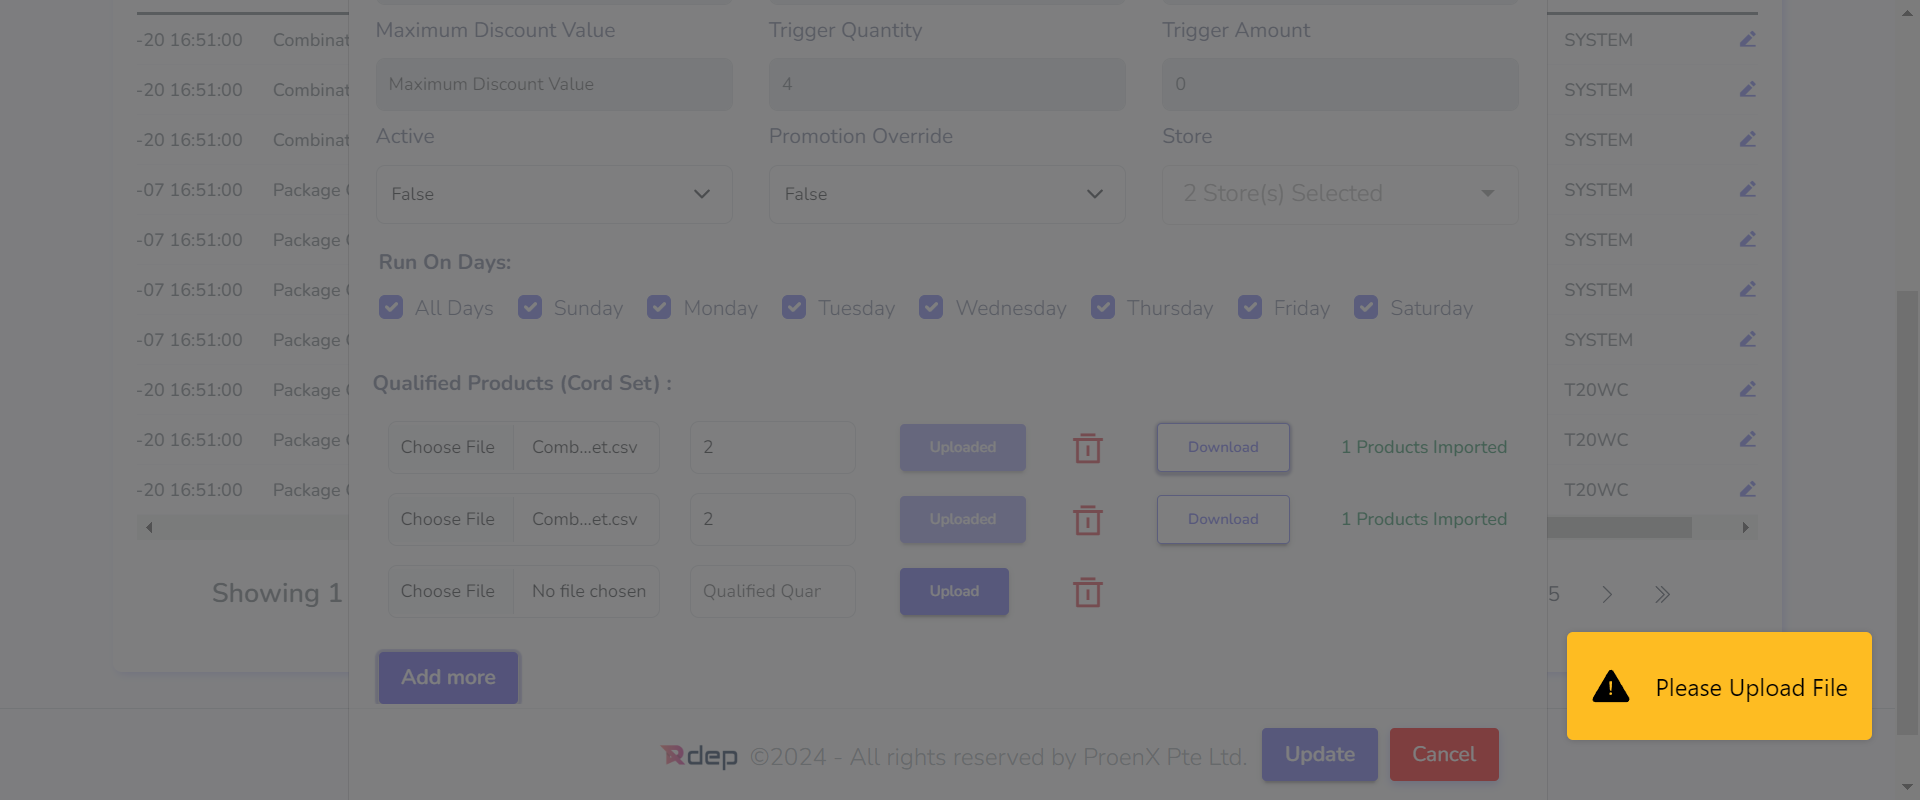 Maximum Discount Value Trigger Quantity Trigger Amount
-20 16:51:00 Combinat SYSTEM
Maximum Discount Value 4 0
-20 16:51:00 Combinat SYSTEM
Active Promotion Override Store
-20 16:51:00 Combinat SYSTEM
False False 2 Store(s) Selected
-07 16:51:00 Package SYSTEM
-07 16:51:00 Package SYSTEM
Run On Days:
-07 16:51:00 Package SYSTEM
All Days Sunday Monday Tuesday Wednesday Thursday Friday Saturday
-07 16:51:00 Package SYSTEM
Qualified Products (Cord Set) :
-20 16:51:00 Package T20WC
-20 16:51:00 Package T20WC
Choose File Comb...et.csv 2 Uploaded Download 1 Products Imported
-20 16:51:00 Package T20WC
Choose File Comb...et.csv 2 Uploaded Download 1 Products Imported
Showing 1 5
Choose File No file chosen Qualified Quar Upload
Add more
Please Upload File
Rdep ©2024 - All rights reserved by ProenX Pte Ltd. Update Cancel